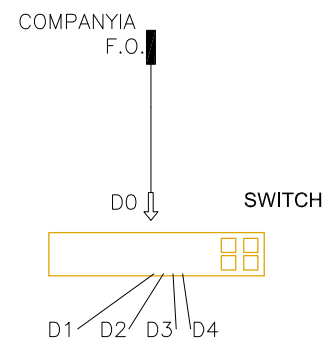 COMPANYIA
F.O.
D0
SWITCH
D1 D2 D3 D4